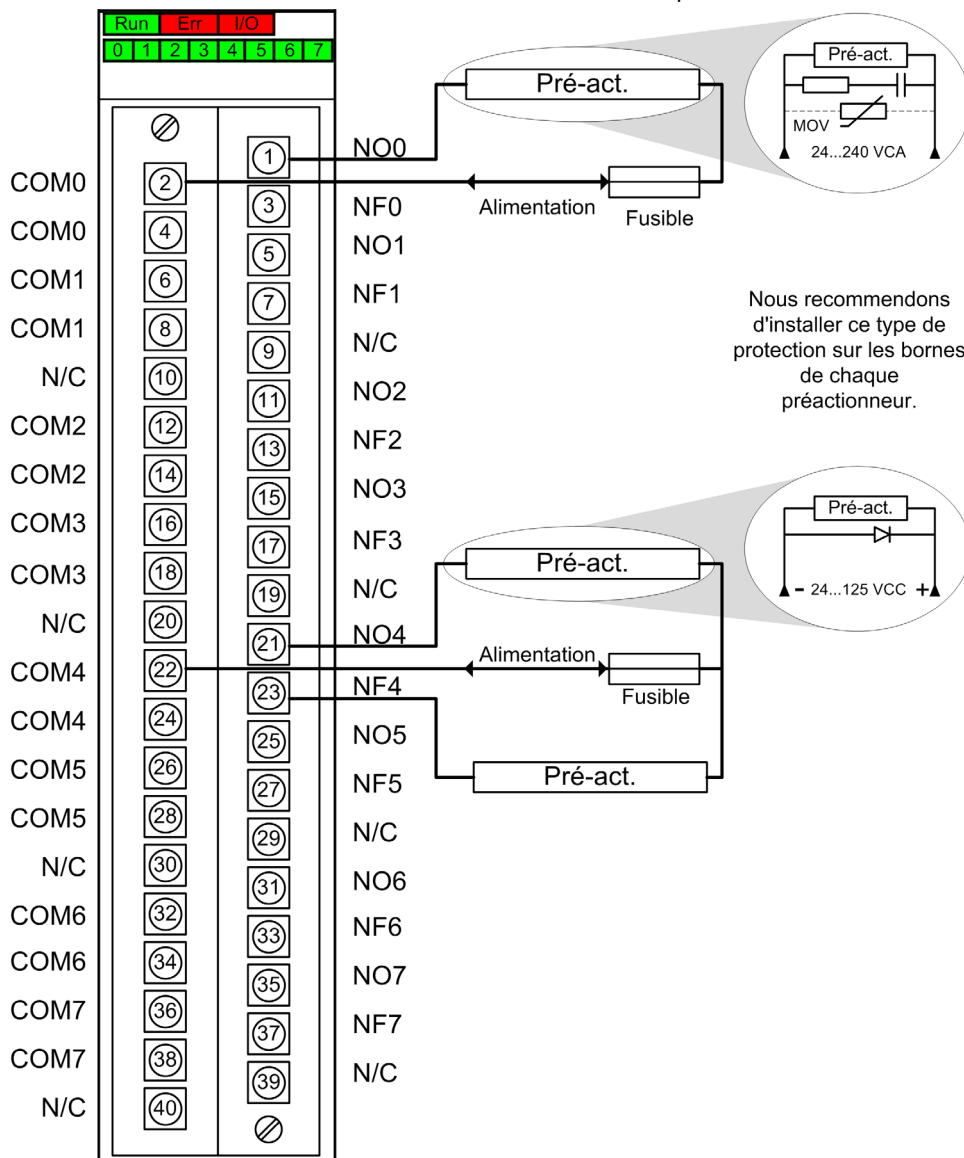 Run Err I/O
0 1 2 3 4 5 6 7
Pré-act.
Pré-act.
MOV
24...240 VCA
1 NO0
COM0 2
Alimentation
Fusible
3 NF0
COM0 4
5 NO1
COM1 6
7 NF1
COM1 8
9 N/C
Nous recommendons
d'installer ce type de
protection sur les bornes
de chaque
préactionneur.
N/C 10
11 NO2
COM2 12
13 NF2
COM2 14
15 NO3
COM3 16
17 NF3
Pré-act.
Pré-act.
- 24...125 VCC +
COM3 18
19 N/C
N/C 20
21 NO4
Alimentation
Fusible
COM4 22
23 NF4
COM4 24
25 NO5
COM5 26
27 NF5
Pré-act.
COM5 28
29 N/C
N/C 30
31 NO6
COM6 32
33 NF6
COM6 34
35 NO7
COM7 36
37 NF7
COM7 38
39 N/C
N/C 40